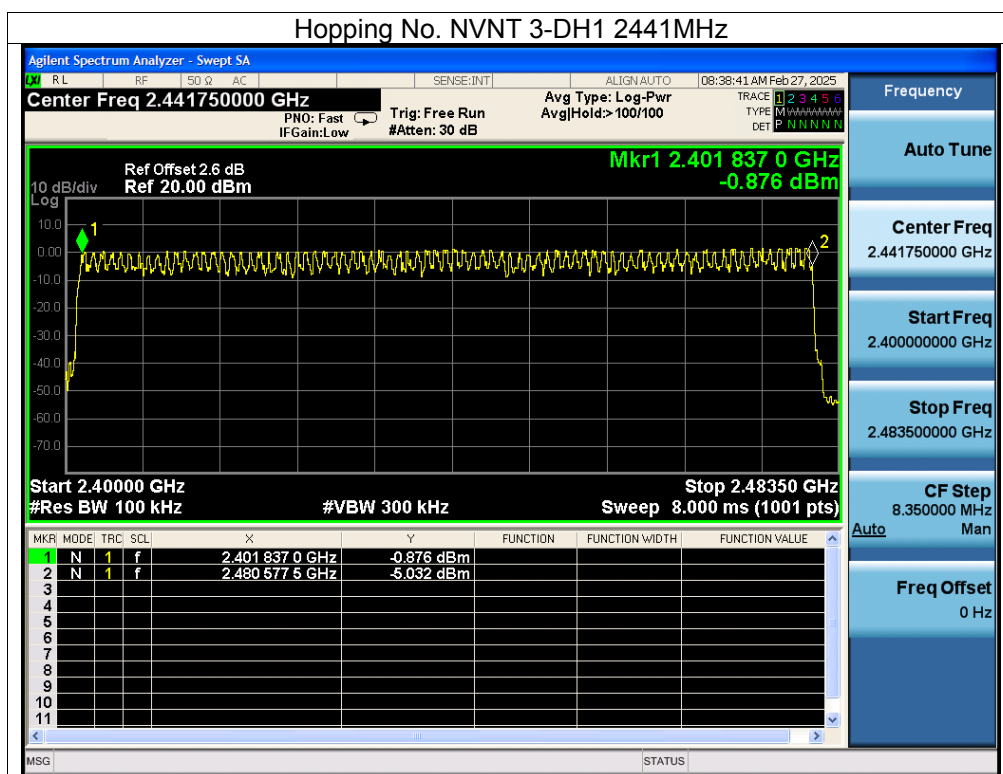 Hopping No. NVNT 3-DH1 2441MHz
Agilent Spectrum Analyzer - Swept SA
LXI RL RF 50 Ω AC SENSE:INT ALIGN AUTO 08:38:41 AM Feb 27, 2025
Center Freq 2.441750000 GHz
PNO: Fast
IFGain:Low
Trig: Free Run
#Atten: 30 dB
Avg Type: Log-Pwr
Avg|Hold:>100/100
TRACE 1 2 3 4 5 6
TYPE M
DET P N N N N N
Ref Offset 2.6 dB
Ref 20.00 dBm
10 dB/div
Log
Mkr1 2.401 837 0 GHz
-0.876 dBm
10.0
0.00
-10.0
-20.0
-30.0
-40.0
-50.0
-60.0
-70.0
1
2
Start 2.40000 GHz
Stop 2.48350 GHz
#Res BW 100 kHz
#VBW 300 kHz
Sweep 8.000 ms (1001 pts)
MKR MODE TRC SCL X Y FUNCTION FUNCTION WIDTH FUNCTION VALUE
1 N 1 f 2.401 837 0 GHz -0.876 dBm
2 N 1 f 2.480 577 5 GHz -5.032 dBm
3
4
5
6
7
8
9
10
11
MSG
STATUS
Frequency
Auto Tune
Center Freq
2.441750000 GHz
Start Freq
2.400000000 GHz
Stop Freq
2.483500000 GHz
CF Step
8.350000 MHz
Auto Man
Freq Offset
0 Hz